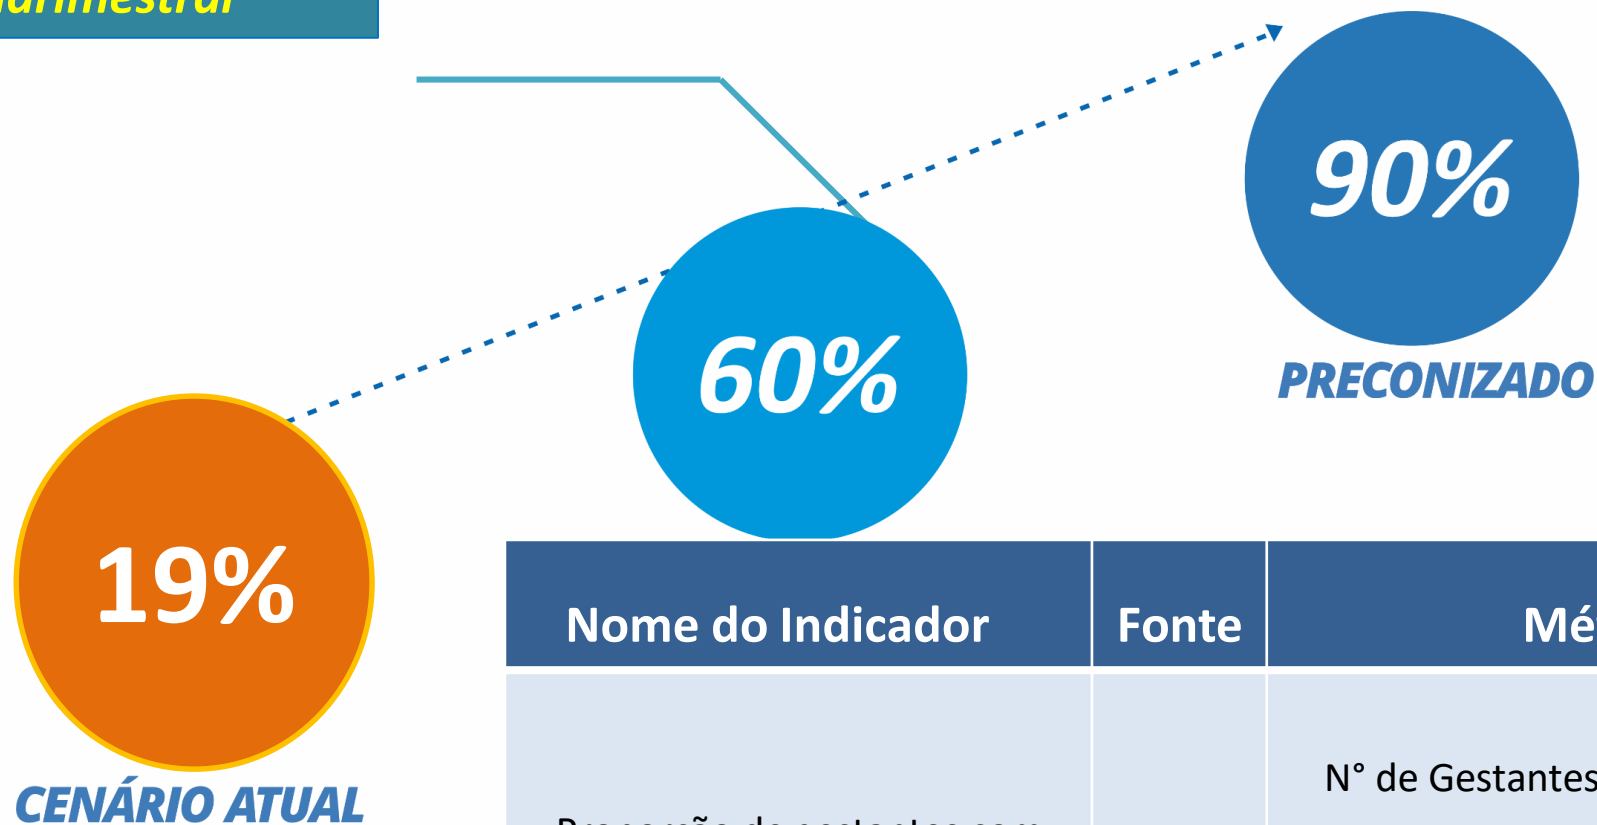 90%
PRECONIZADO
60%
19%
CENÁRIO ATUAL
Nome do Indicador Fonte
N° de Gestantes